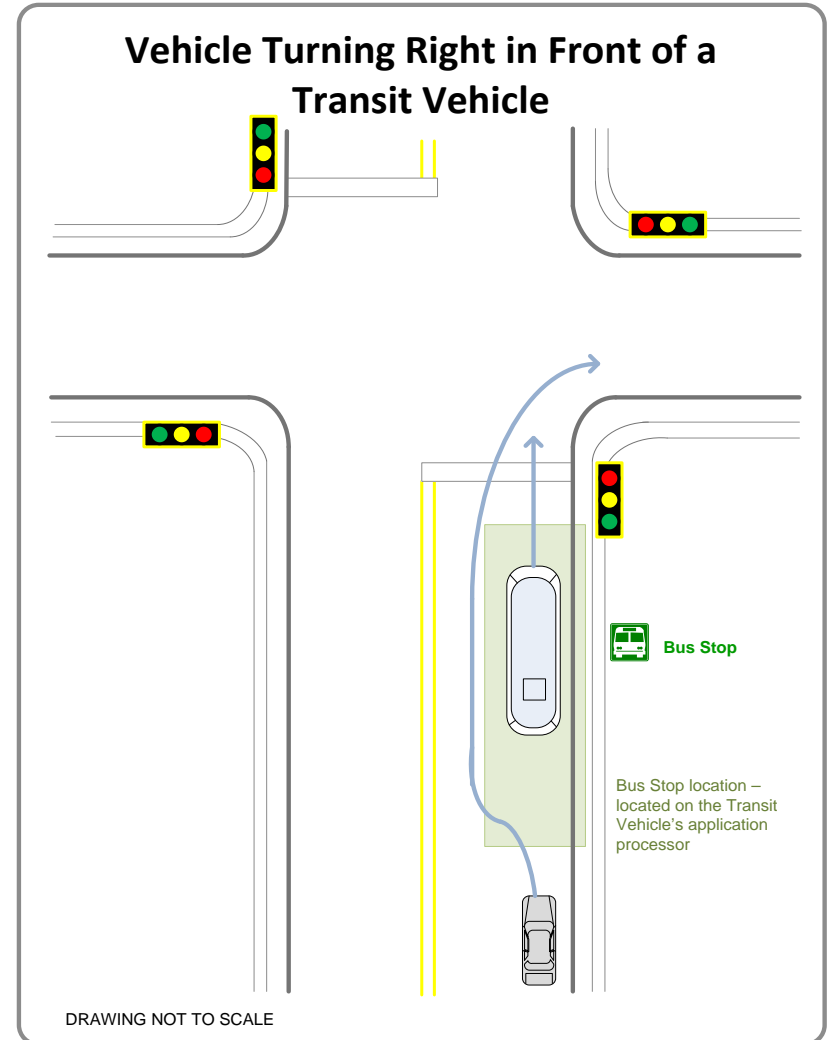 Vehicle Turning Right in Front of a
Transit Vehicle
Bus Stop
Bus Stop location –
located on the Transit
Vehicle's application
processor
DRAWING NOT TO SCALE